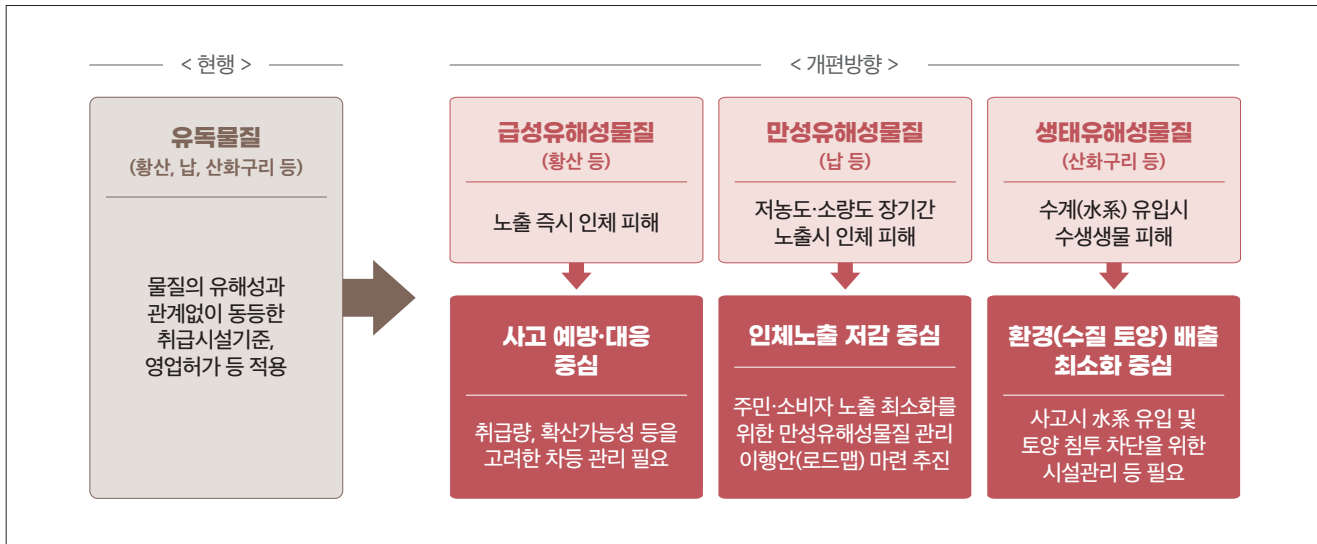 < 현행 >
유독물질
(황산, 납, 산화구리 등)
물질의 유해성과
관계없이 동등한
취급시설기준,
영업허가 등 적용
< 개편방향 >
급성유해성물질
(황산 등)
노출 즉시 인체 피해
사고 예방·대응
중심
취급량, 확산가능성 등을
고려한 차등 관리 필요
만성유해성물질
(납 등)
저농도·소량도 장기간
노출시 인체 피해
인체노출 저감 중심
주민·소비자 노출 최소화를
위한 만성유해성물질 관리
이행안(로드맵) 마련 추진
생태유해성물질
(산화구리 등)
수계(水系) 유입시
수생생물 피해
환경(수질 토양) 배출
최소화 중심
사고시 水系 유입 및
토양 침투 차단을 위한
시설관리 등 필요